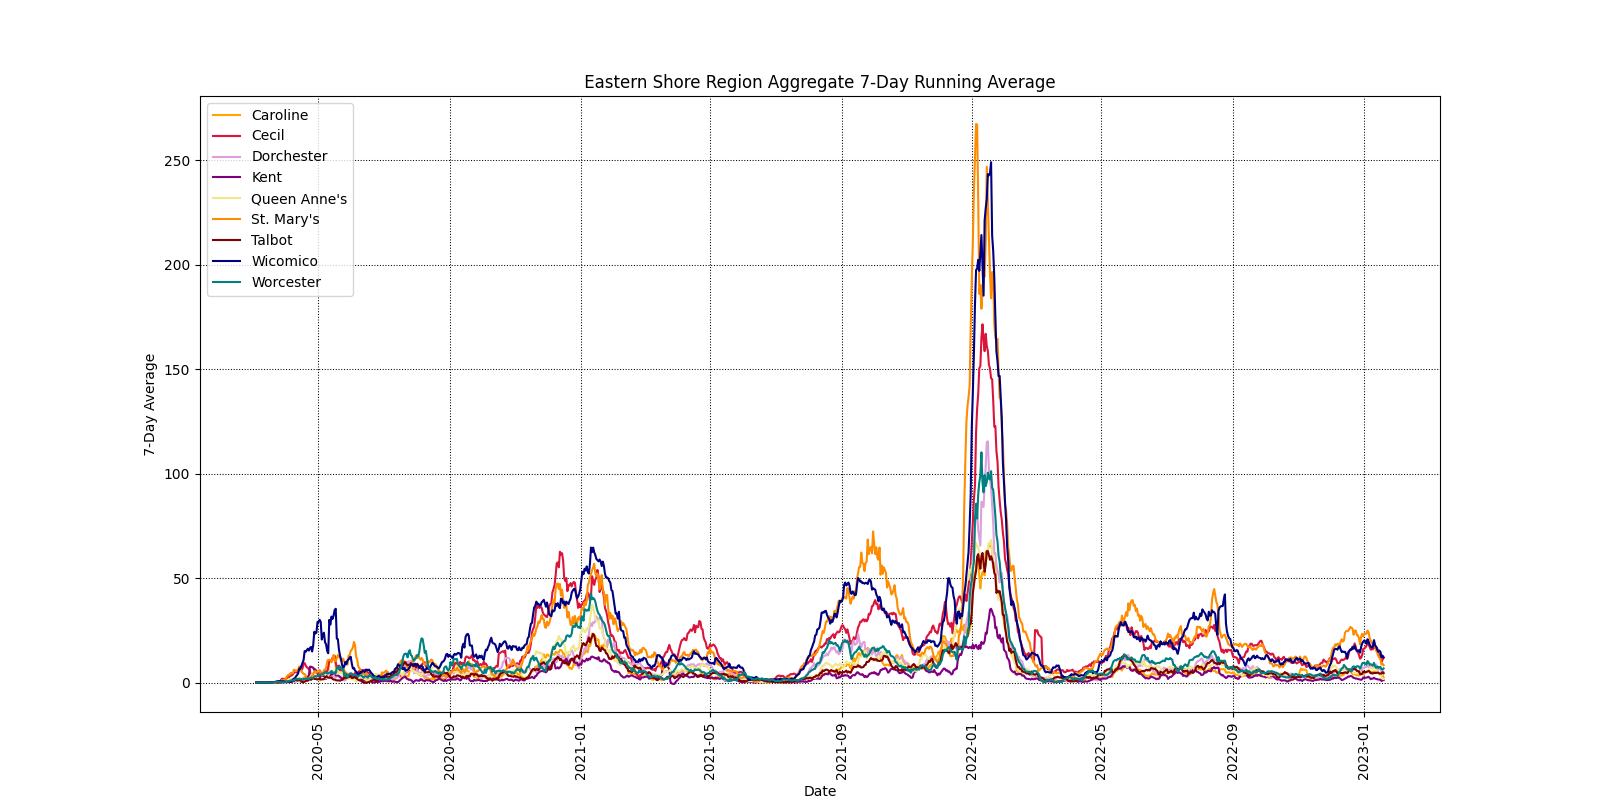 Eastern Shore Region Aggregate 7-Day Running Average
Caroline
Cecil
Dorchester
Kent
Queen Anne's
St. Mary's
Talbot
Wicomico
Worcester
7-Day Average
250
200
150
100
50
0
2020-05
2020-09
2021-01
2021-05
2021-09
2022-01
2022-05
2022-09
2023-01
Date